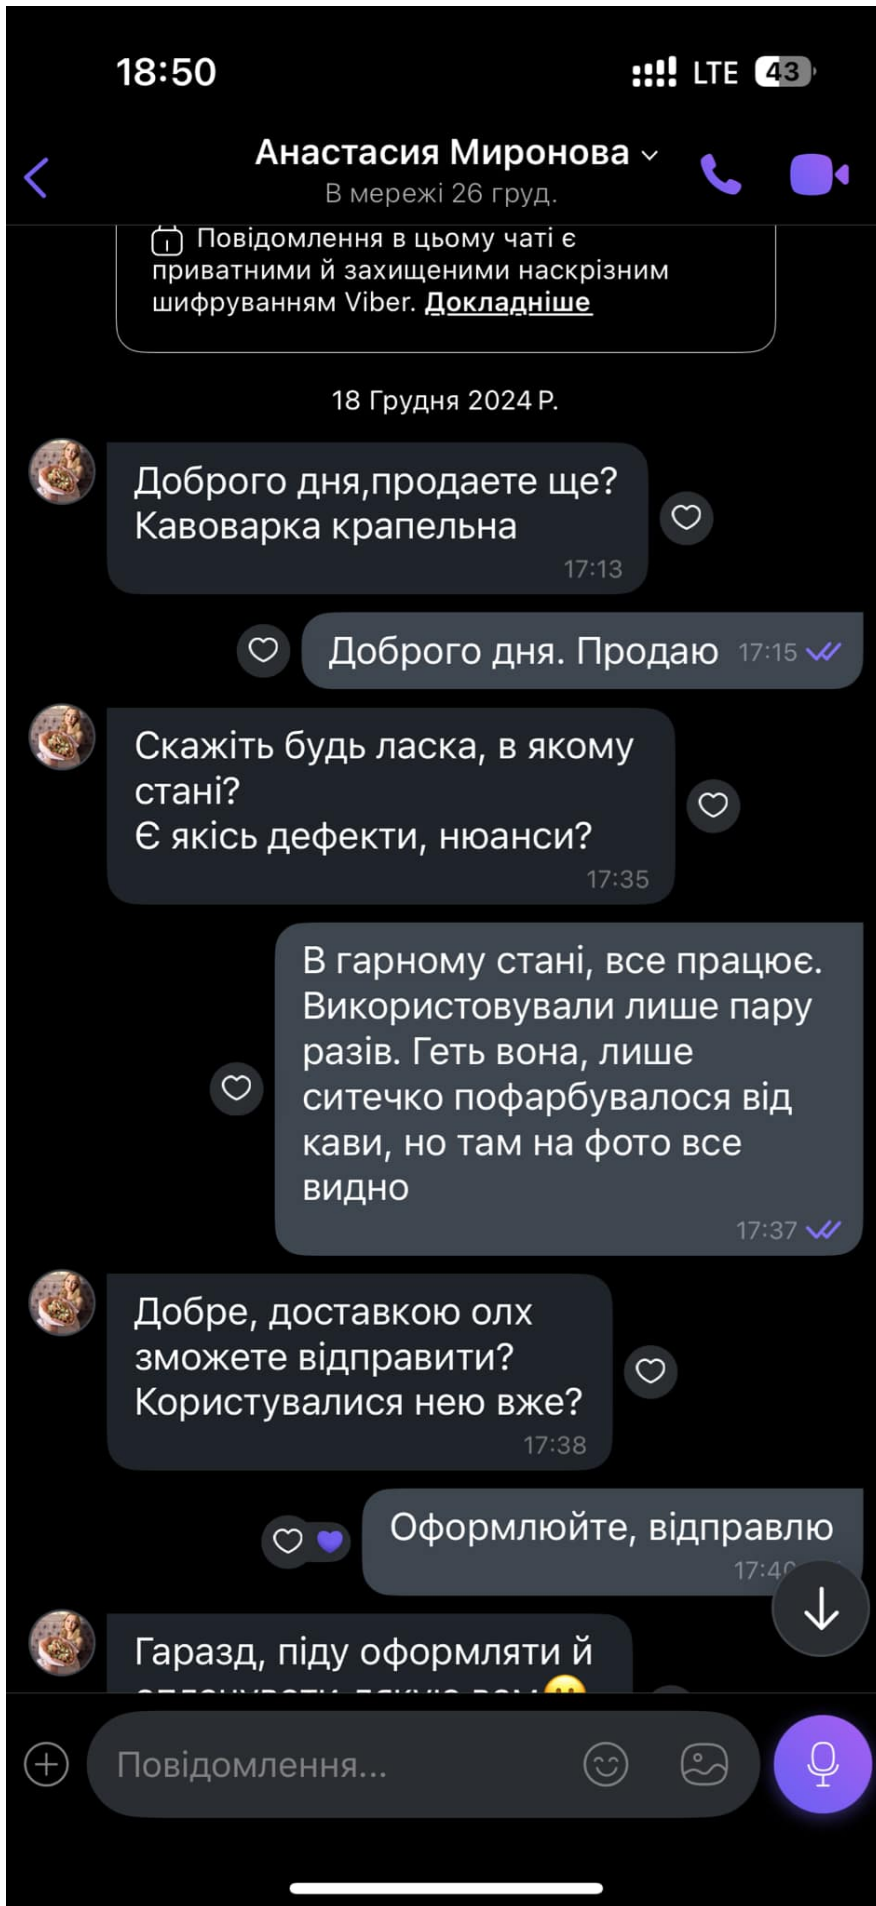 18:50
LTE 43
Анастасия Миронова
В мережі 26 груд.
Повідомлення в цьому чаті є
приватними й захищеними наскрізним
шифруванням Viber. Докладніше
18 Грудня 2024 Р.
Доброго дня,продаете ще?
Кавоварка крапельна
17:13
Доброго дня. Продаю 17:15
Скажіть будь ласка, в якому
стані?
Є якісь дефекти, нюанси?
17:35
В гарному стані, все працює.
Використовували лише пару
разів. Геть вона, лише
ситечко пофарбувалося від
кави, но там на фото все
видно
17:37
Добре, доставкою олх
зможете відправити?
Користувалися нею вже?
17:38
Оформлюйте, відправлю
17:40
Гаразд, піду оформляти й
Повідомлення...